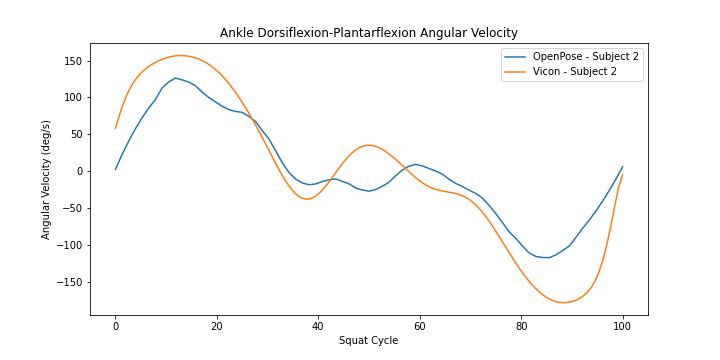 Ankle Dorsiflexion-Plantarflexion Angular Velocity
OpenPose - Subject 2
Vicon - Subject 2
Angular Velocity (deg/s)
150
100
50
0
−50
−100
−150
0 20 40 60 80 100
Squat Cycle